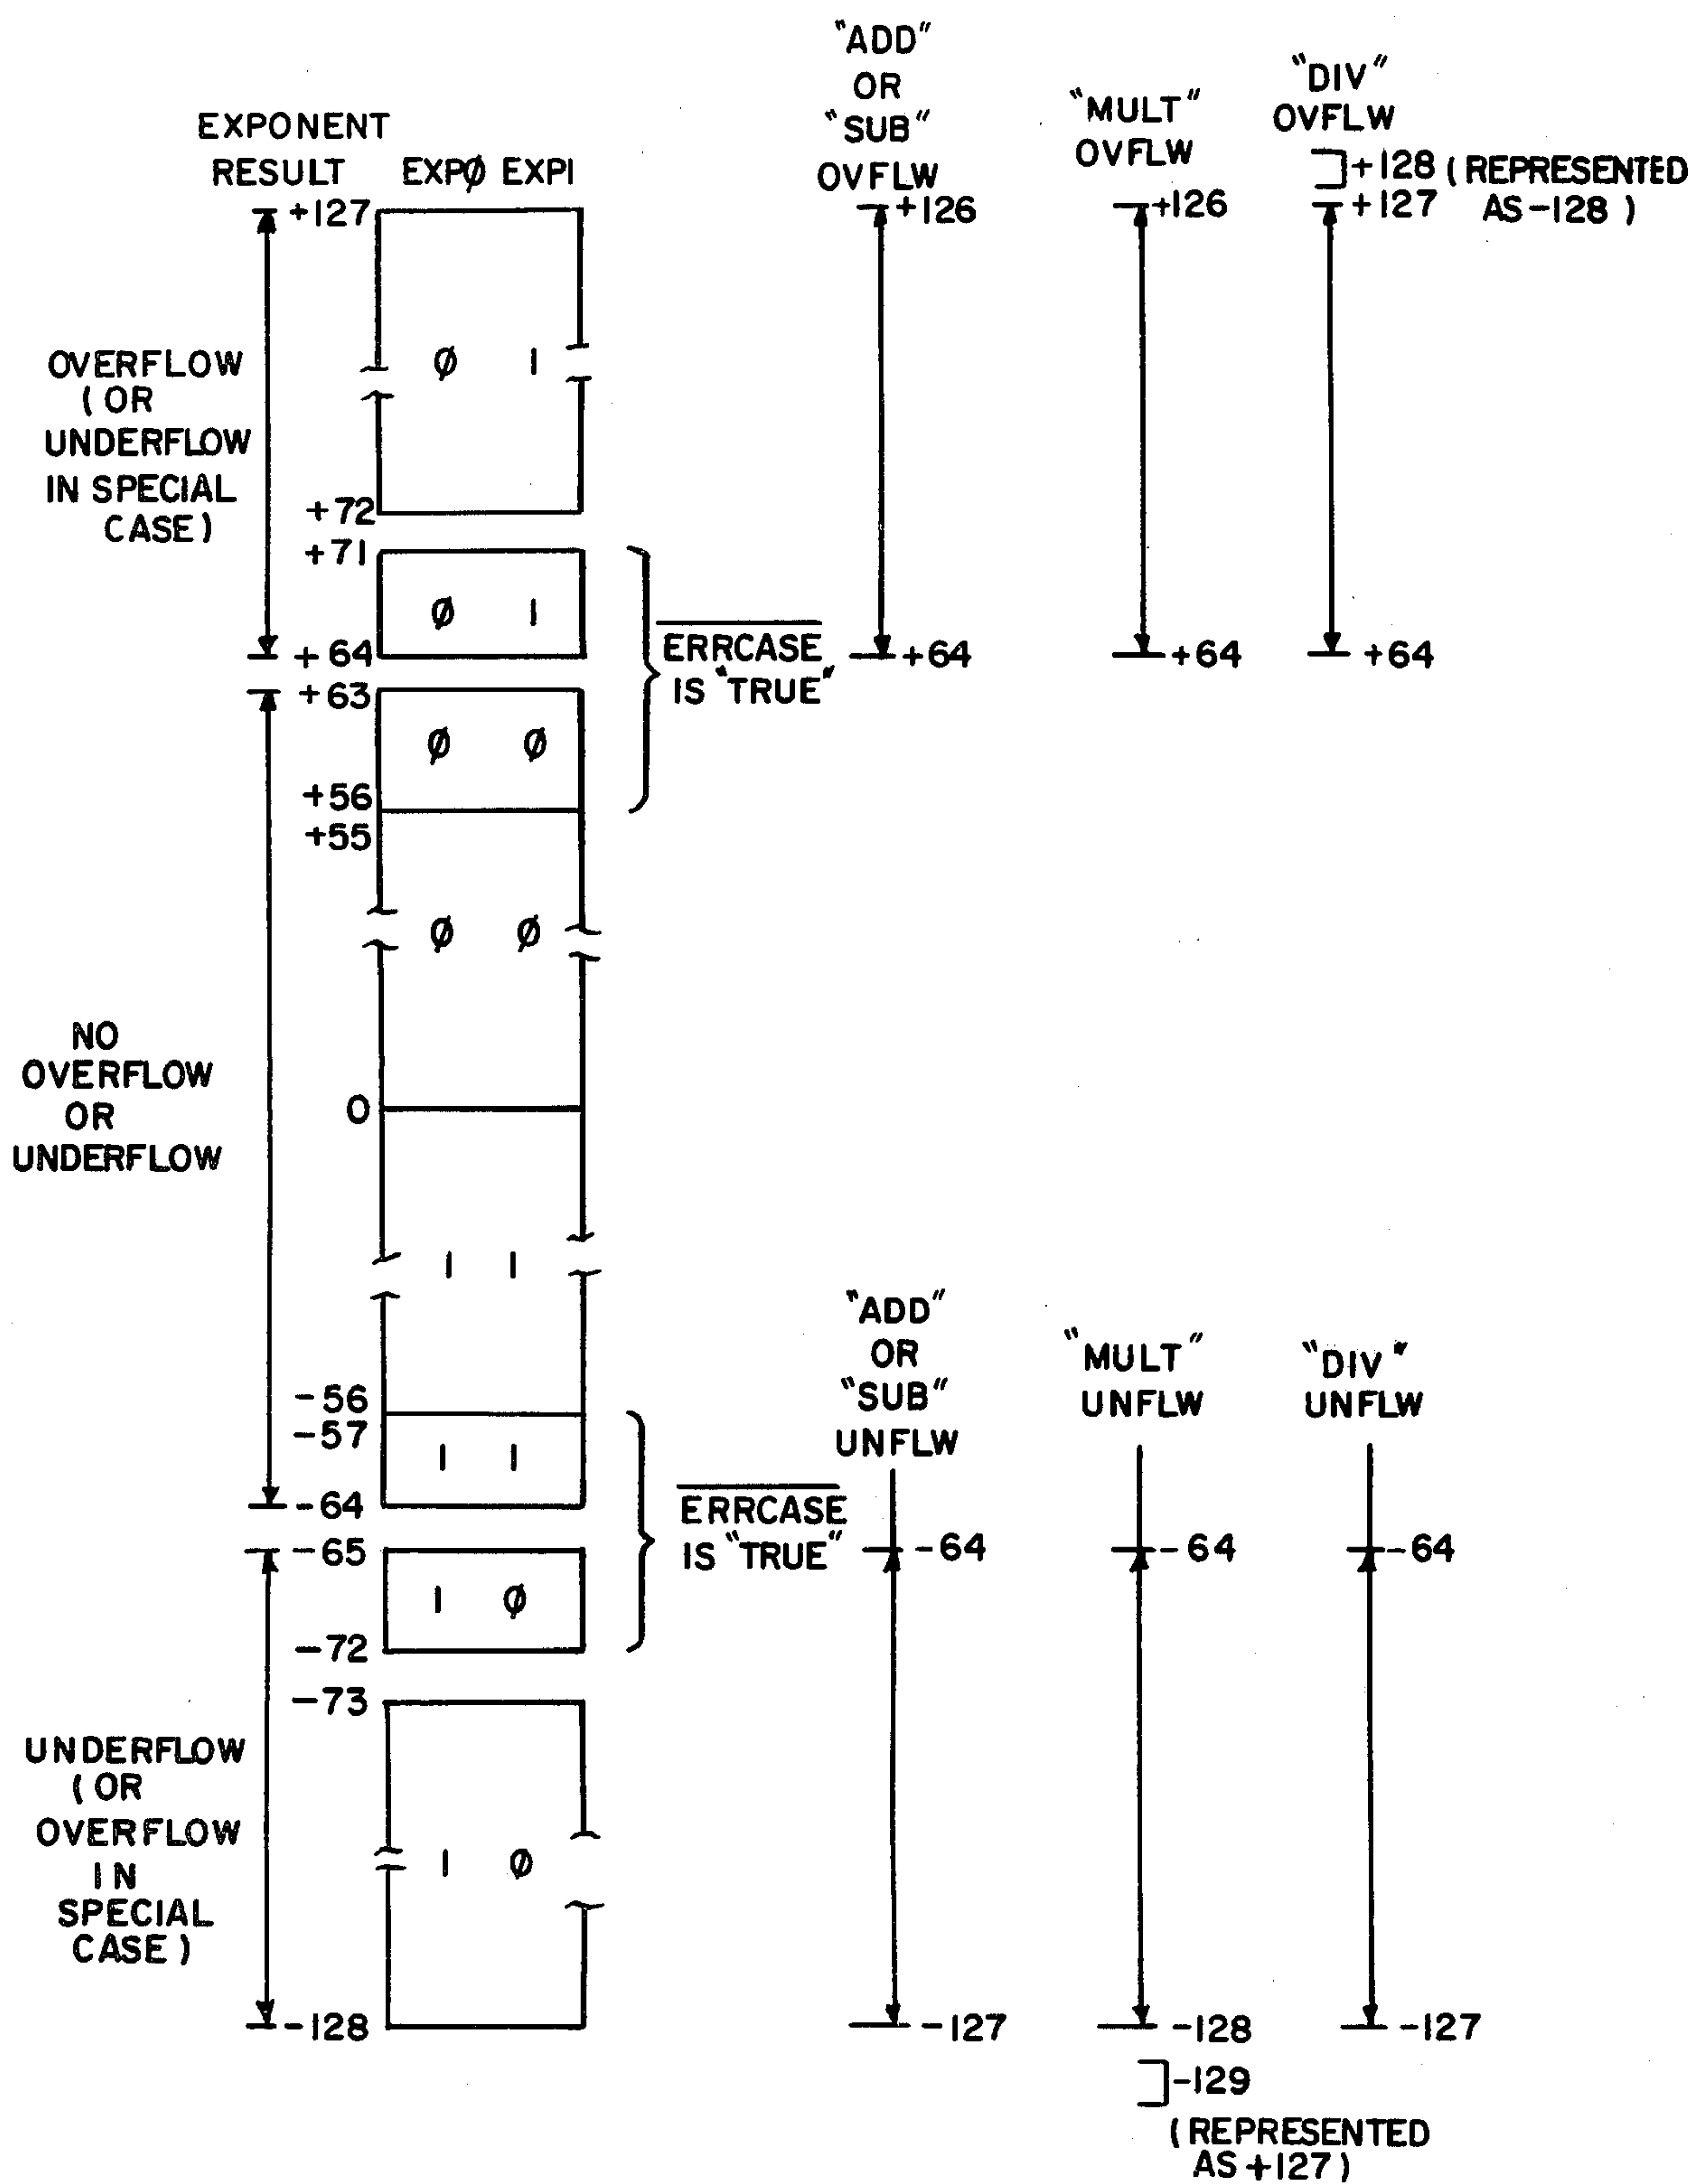 "ADD"
OR
"SUB"
OVFLW
"MULT"
OVFLW
"DIV"
OVFLW
EXPONENT
RESULT
EXPØ EXP1
+128 (REPRESENTED
AS -128)
+127
+126
+126
+127
OVERFLOW
(OR
UNDERFLOW
IN SPECIAL
CASE)
Ø 1
+72
+71
Ø 1
+64
ERRCASE
IS "TRUE"
+64
+64
+64
+63
Ø Ø
+56
+55
Ø Ø
NO
OVERFLOW
OR
UNDERFLOW
0
1 1
"ADD"
OR
"SUB"
UNFLW
"MULT"
UNFLW
"DIV"
UNFLW
-56
-57
1 1
-64
ERRCASE
IS "TRUE"
-65
-64
-64
-64
1 Ø
-72
-73
UNDERFLOW
(OR
OVERFLOW
IN
SPECIAL
CASE)
1 Ø
-128
-127
-128
-127
-129
(REPRESENTED
AS +127)